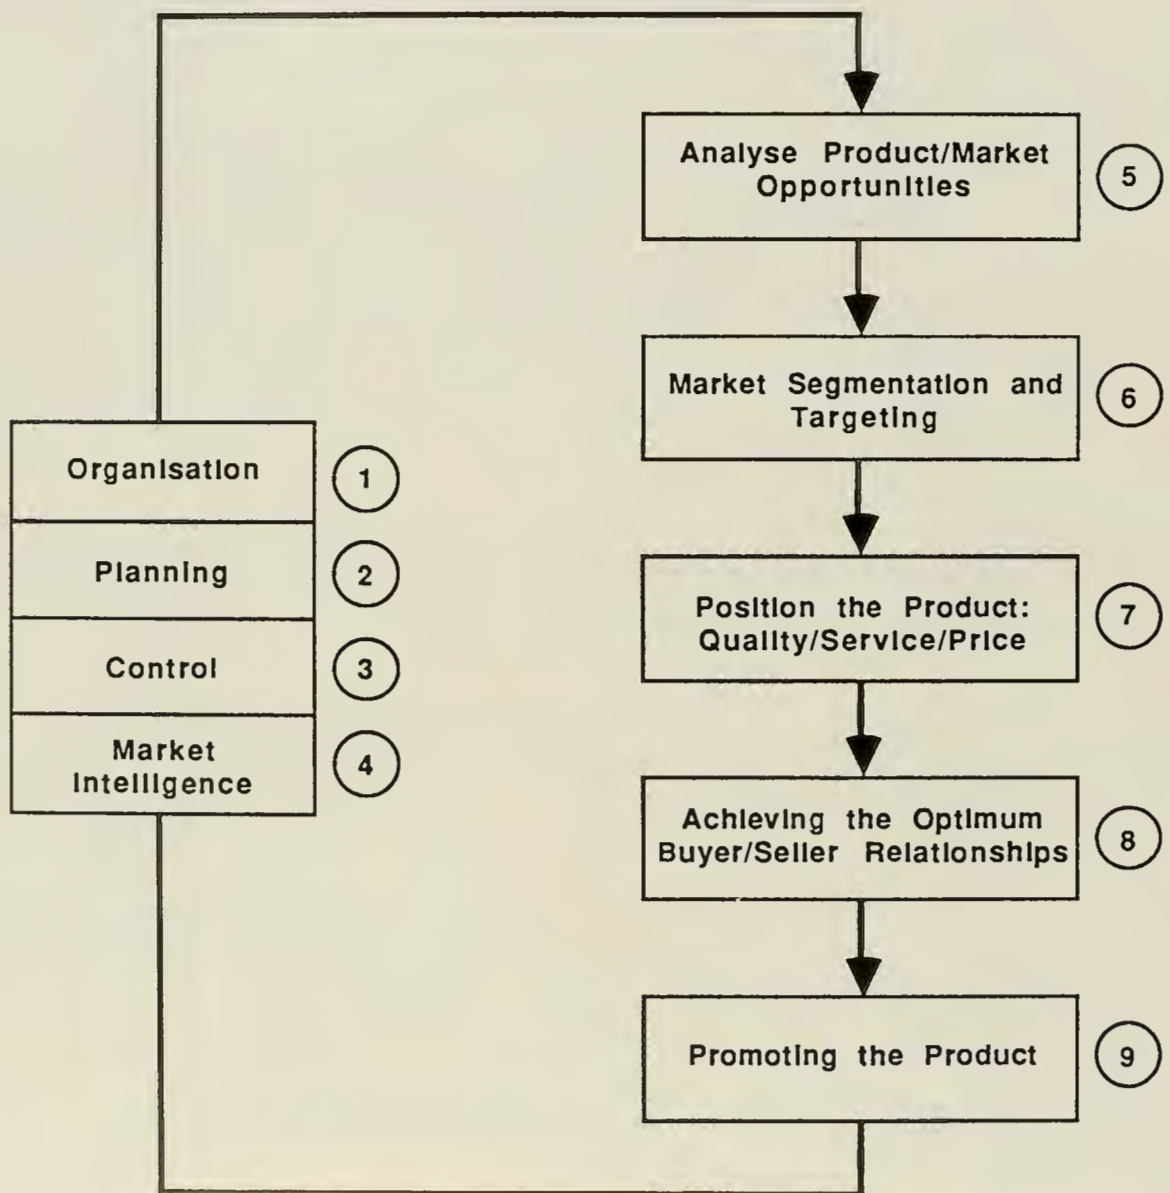 Organisation
1
Planning
2
Control
3
Market
Intelligence
4
Analyse Product/Market
Opportunities
5
Market Segmentation and
Targeting
6
Position the Product:
Quality/Service/Price
7
Achieving the Optimum
Buyer/Seller Relationships
8
Promoting the Product
9